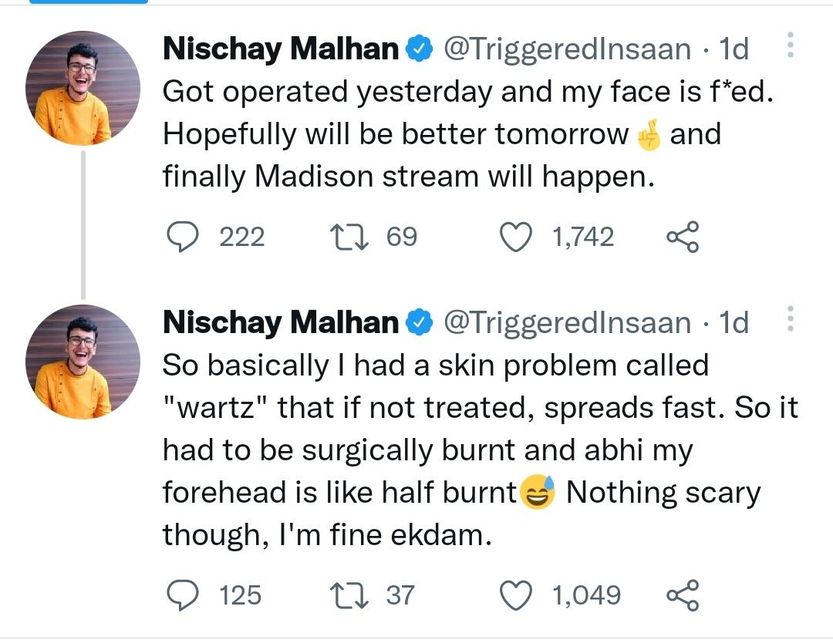 Nischay Malhan @TriggeredInsaan · 1d
Got operated yesterday and my face is f*ed.
Hopefully will be better tomorrow🤞and
finally Madison stream will happen.
222 69 1,742
Nischay Malhan @TriggeredInsaan · 1d
So basically I had a skin problem called
"wartz" that if not treated, spreads fast. So it
had to be surgically burnt and abhi my
forehead is like half burnt😅 Nothing scary
though, I'm fine ekdam.
125 37 1,049